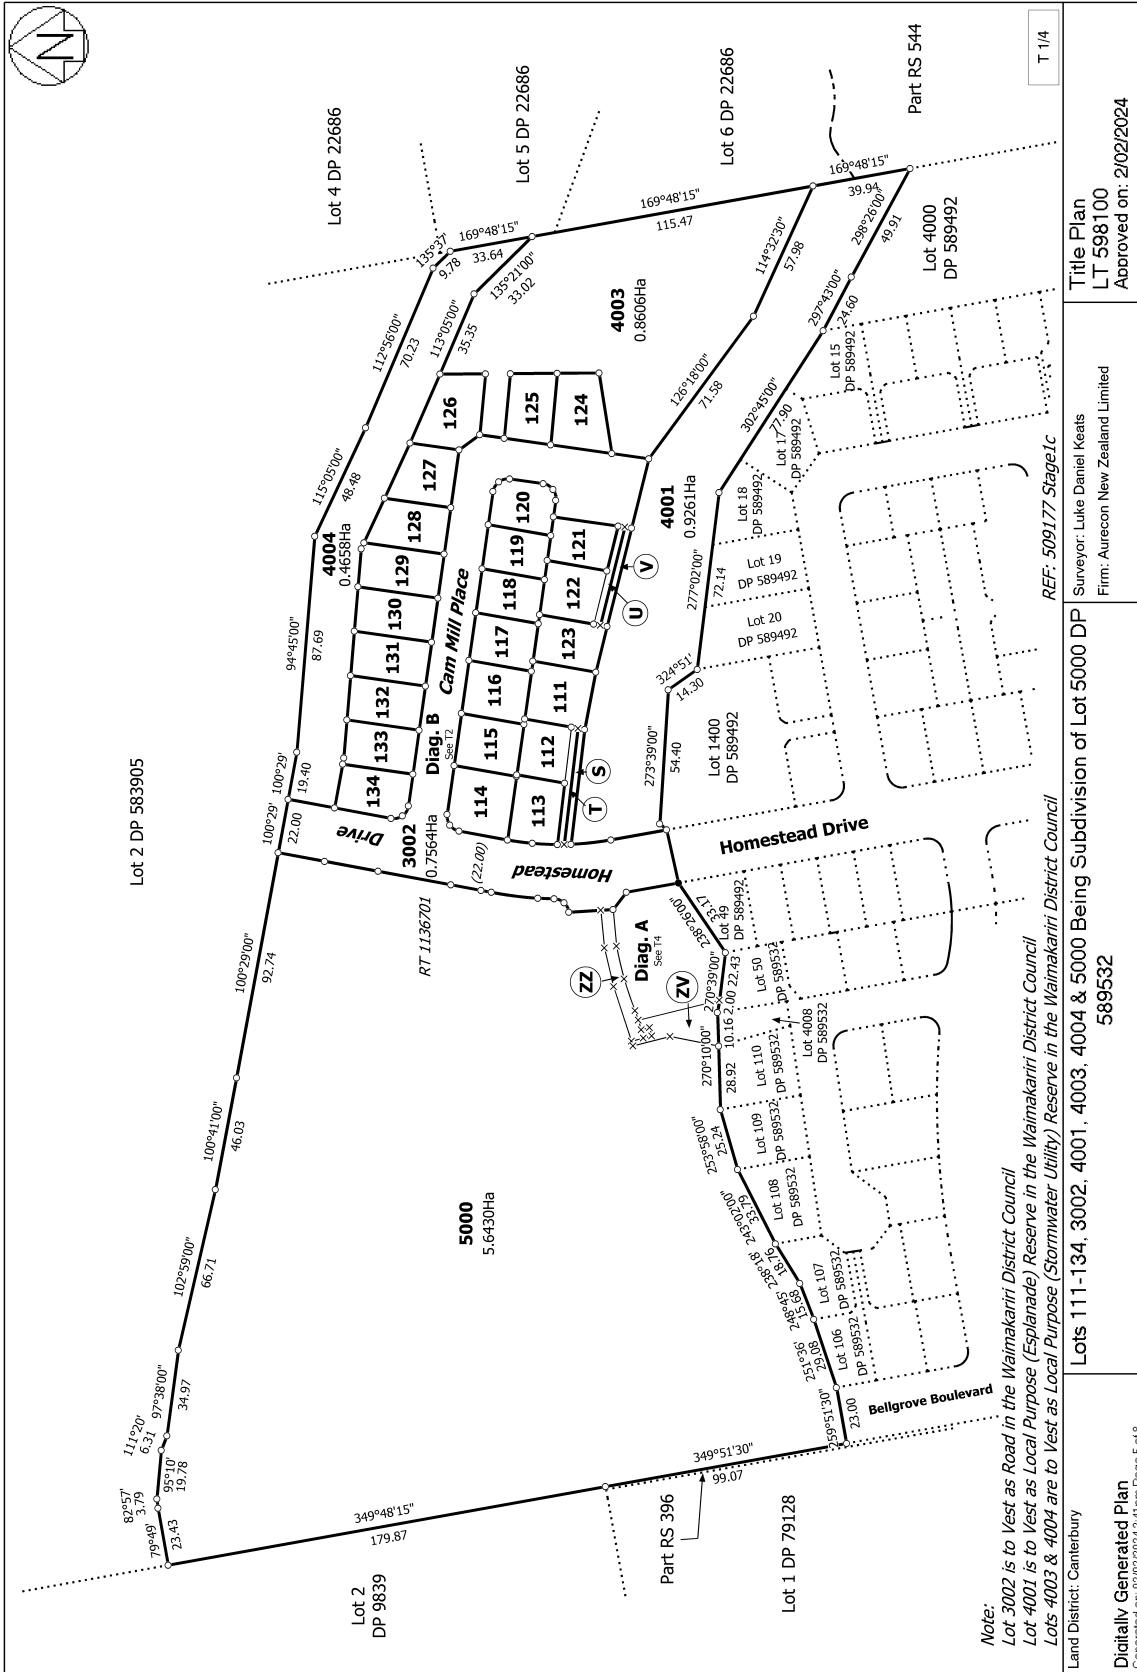 N
Lot 2 DP 583905
Lot 4 DP 22686
Lot 5 DP 22686
Lot 6 DP 22686
Part RS 544
T 1/4
79°49'
23.43
82°57'
3.79
95°10'
19.78
111°20'
6.31
97°38'00"
34.97
102°59'00"
66.71
100°41'00"
46.03
100°29'00"
92.74
100°29'
22.00
100°29'
19.40
94°45'00"
87.69
115°05'00"
48.48
112°56'00"
70.23
135°37'
9.78
169°48'15"
33.64
113°05'00"
35.35
135°21'00"
33.02
169°48'15"
115.47
169°48'15"
39.94
114°32'30"
57.98
126°18'00"
71.58
298°26'00"
49.91
297°43'00"
24.60
302°45'00"
77.90
277°02'00"
72.14
324°51'
14.30
273°39'00"
54.40
238°26'00"
33.17
270°39'00"
22.43
2.00
10.16
270°10'00"
28.92
253°58'00"
25.24
243°02'00"
33.79
238°18'
18.76
248°45'
15.68
251°36'
29.08
259°51'30"
23.00
349°51'30"
99.07
349°48'15"
179.87
Lot 2
DP 9839
Part RS 396
Lot 1 DP 79128
5000
5.6430Ha
RT 1136701
Drive
3002
0.7564Ha
(22.00)
Homestead
4004
0.4658Ha
4003
0.8606Ha
4001
0.9261Ha
134
133
132
131
130
129
128
127
126
125
124
Diag. B
See T2
Cam Mill Place
114
115
116
117
118
119
120
113
112
111
123
122
121
T
S
U
V
Diag. A
See T4
ZZ
ZV
Homestead Drive
Bellgrove Boulevard
Lot 106
DP 589532
Lot 107
DP 589532
Lot 108
DP 589532
Lot 109
DP 589532
Lot 110
DP 589532
Lot 4008
DP 589532
Lot 50
DP 589532
Lot 49
DP 589492
Lot 1400
DP 589492
Lot 20
DP 589492
Lot 19
DP 589492
Lot 18
DP 589492
Lot 17
DP 589492
Lot 15
DP 589492
Lot 4000
DP 589492
Note:
Lot 3002 is to Vest as Road in the Waimakariri District Council
Lot 4001 is to Vest as Local Purpose (Esplanade) Reserve in the Waimakariri District Council
Lots 4003 & 4004 are to Vest as Local Purpose (Stormwater Utility) Reserve in the Waimakariri District Council
REF: 509177 Stage1c
Land District: Canterbury
Digitally Generated Plan
Lots 111-134, 3002, 4001, 4003, 4004 & 5000 Being Subdivision of Lot 5000 DP
589532
Surveyor: Luke Daniel Keats
Firm: Aurecon New Zealand Limited
Title Plan
LT 598100
Approved on: 2/02/2024